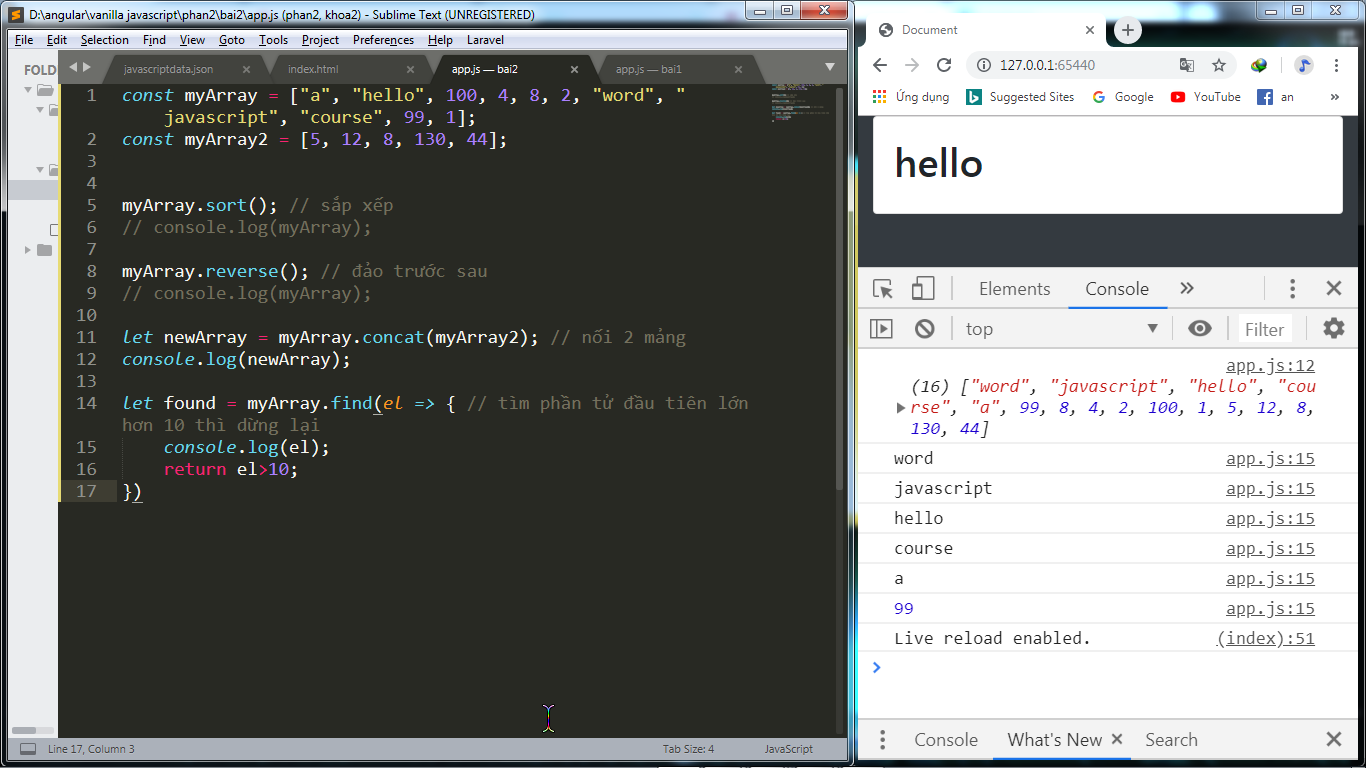 D:\angular\vanilla javascript\phan2\bai2\app.js (phan2, khoa2) - Sublime Text (UNREGISTERED)
File Edit Selection Find View Goto Tools Project Preferences Help Laravel
FOLD
javascriptdata.json × index.html × app.js — bai2 × app.js — bai1 ×
1 const myArray = ["a", "hello", 100, 4, 8, 2, "word", "
javascript", "course", 99, 1];
2 const myArray2 = [5, 12, 8, 130, 44];
3
4
5 myArray.sort(); // sắp xếp
6 // console.log(myArray);
7
8 myArray.reverse(); // đảo trước sau
9 // console.log(myArray);
10
11 let newArray = myArray.concat(myArray2); // nối 2 mảng
12 console.log(newArray);
13
14 let found = myArray.find(el => { // tìm phần tử đầu tiên lớn
hơn 10 thì dừng lại
15 console.log(el);
16 return el>10;
17 })
Line 17, Column 3 Tab Size: 4 JavaScript
Document
127.0.0.1:65440
Ứng dụng Suggested Sites Google YouTube an »
hello
Elements Console »
top Filter
app.js:12
(16) ["word", "javascript", "hello", "cou
rse", "a", 99, 8, 4, 2, 100, 1, 5, 12, 8,
130, 44]
word app.js:15
javascript app.js:15
hello app.js:15
course app.js:15
a app.js:15
99 app.js:15
Live reload enabled. (index):51
>
Console What's New × Search